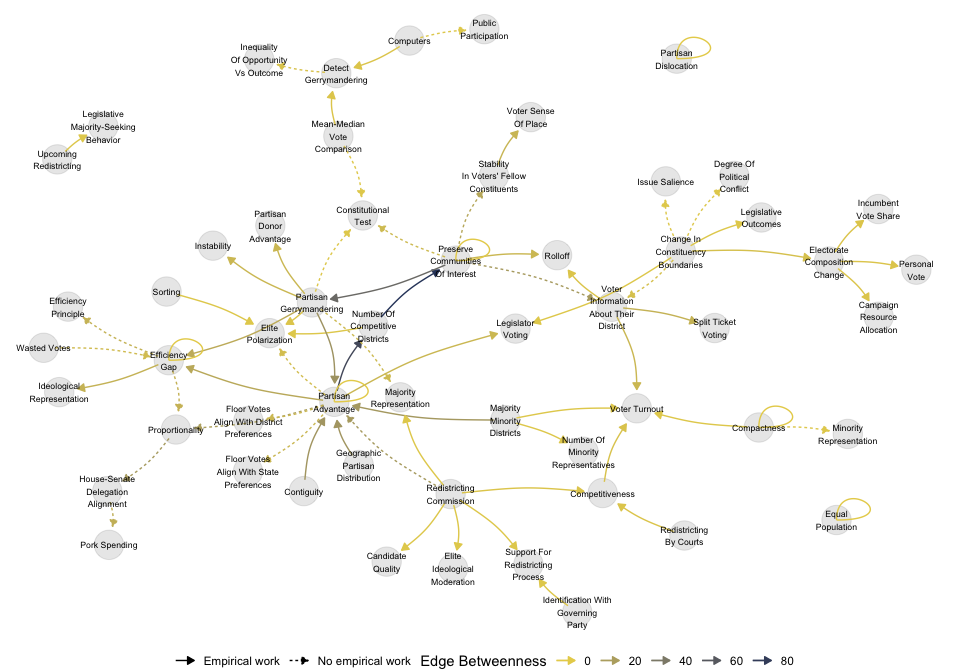 Public
Participation
Computers
Inequality
Of Opportunity
Vs Outcome
Detect
Gerrymandering
Partisan
Dislocation
Legislative
Majority-Seeking
Behavior
Upcoming
Redistricting
Mean-Median
Vote
Comparison
Voter Sense
Of Place
Stability
In Voters' Fellow
Constituents
Issue Salience
Degree Of
Political
Conflict
Constitutional
Test
Partisan
Donor
Advantage
Instability
Legislative
Outcomes
Incumbent
Vote Share
Preserve
Communities
Of Interest
Rolloff
Change In
Constituency
Boundaries
Electorate
Composition
Change
Personal
Vote
Campaign
Resource
Allocation
Sorting
Partisan
Gerrymandering
Number Of
Competitive
Districts
Elite
Polarization
Voter
Information
About Their
District
Legislator
Voting
Split Ticket
Voting
Efficiency
Principle
Wasted Votes
Efficiency
Gap
Ideological
Representation
Partisan
Advantage
Majority
Representation
Floor Votes
Align With District
Preferences
Proportionality
Majority
Minority
Districts
Voter Turnout
Compactness
Minority
Representation
Number Of
Minority
Representatives
Floor Votes
Align With State
Preferences
Geographic
Partisan
Distribution
House-Senate
Delegation
Alignment
Contiguity
Redistricting
Commission
Competitiveness
Equal
Population
Redistricting
By Courts
Pork Spending
Candidate
Quality
Elite
Ideological
Moderation
Support For
Redistricting
Process
Identification With
Governing
Party
Empirical work No empirical work Edge Betweenness 0 20 40 60 80